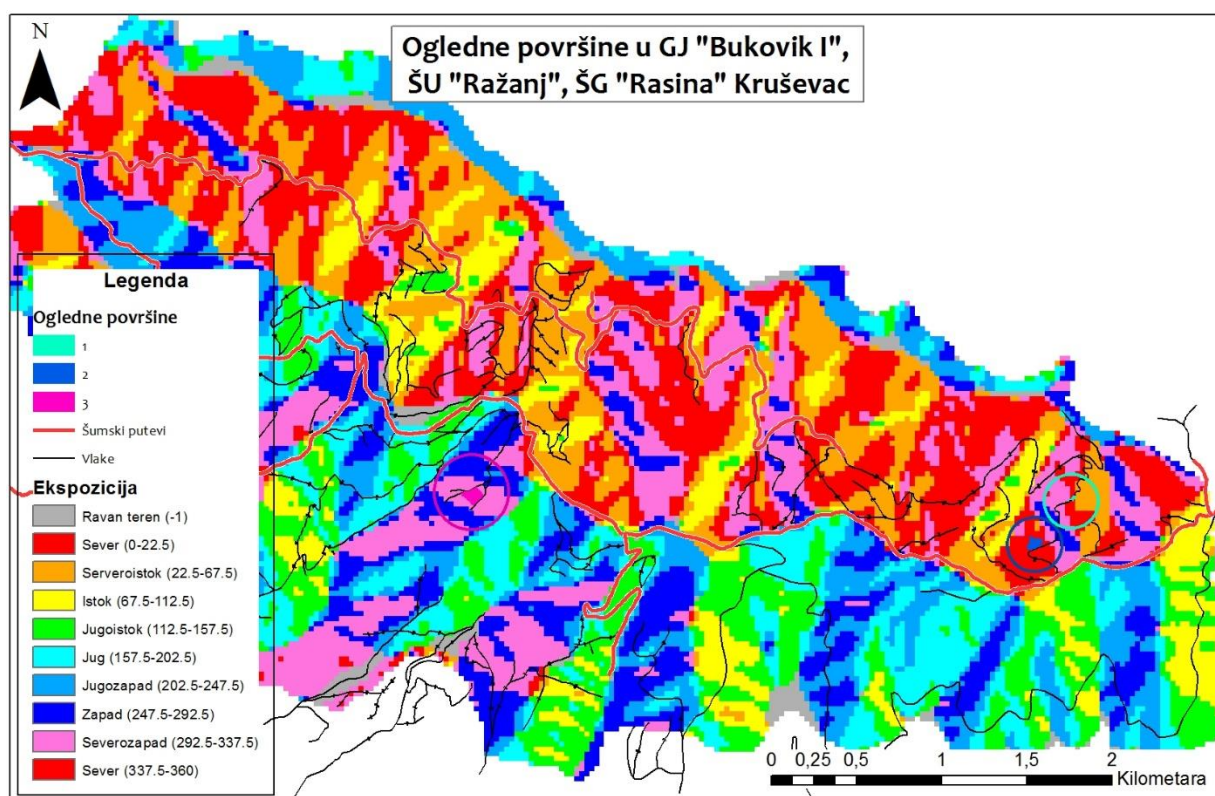 N
Ogledne površine u GJ "Bukovik I",
ŠU "Ražanj", ŠG "Rasina" Kruševac
Legenda
Ogledne površine
1
2
3
Šumski putevi
Vlake
Ekspozicija
Ravan teren (-1)
Sever (0-22.5)
Serveroistok (22.5-67.5)
Istok (67.5-112.5)
Jugoistok (112.5-157.5)
Jug (157.5-202.5)
Jugozapad (202.5-247.5)
Zapad (247.5-292.5)
Severozapad (292.5-337.5)
Sever (337.5-360)
0 0,25 0,5 1 1,5 2
Kilometara